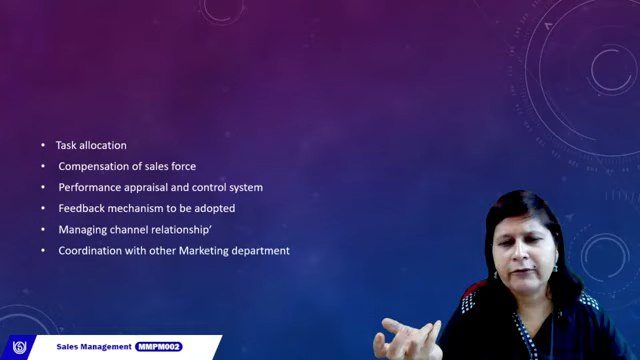 • Task allocation
• Compensation of sales force
• Performance appraisal and control system
• Feedback mechanism to be adopted
• Managing channel relationship’
• Coordination with other Marketing department
Sales Management MMPM002